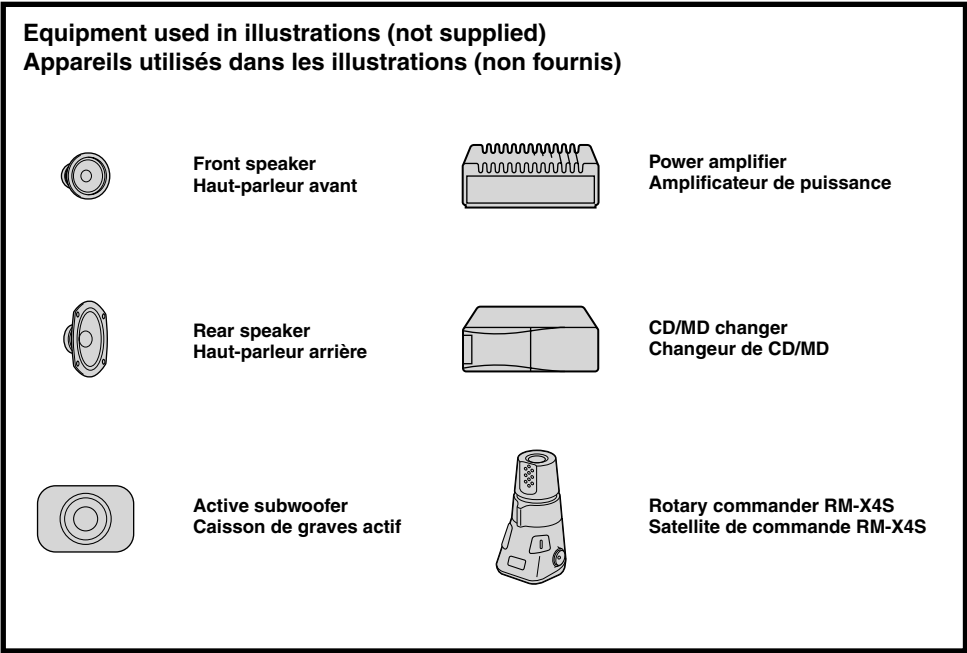 Equipment used in illustrations (not supplied)
Appareils utilisés dans les illustrations (non fournis)
Front speaker
Haut-parleur avant
Power amplifier
Amplificateur de puissance
Rear speaker
Haut-parleur arrière
CD/MD changer
Changeur de CD/MD
Active subwoofer
Caisson de graves actif
Rotary commander RM-X4S
Satellite de commande RM-X4S